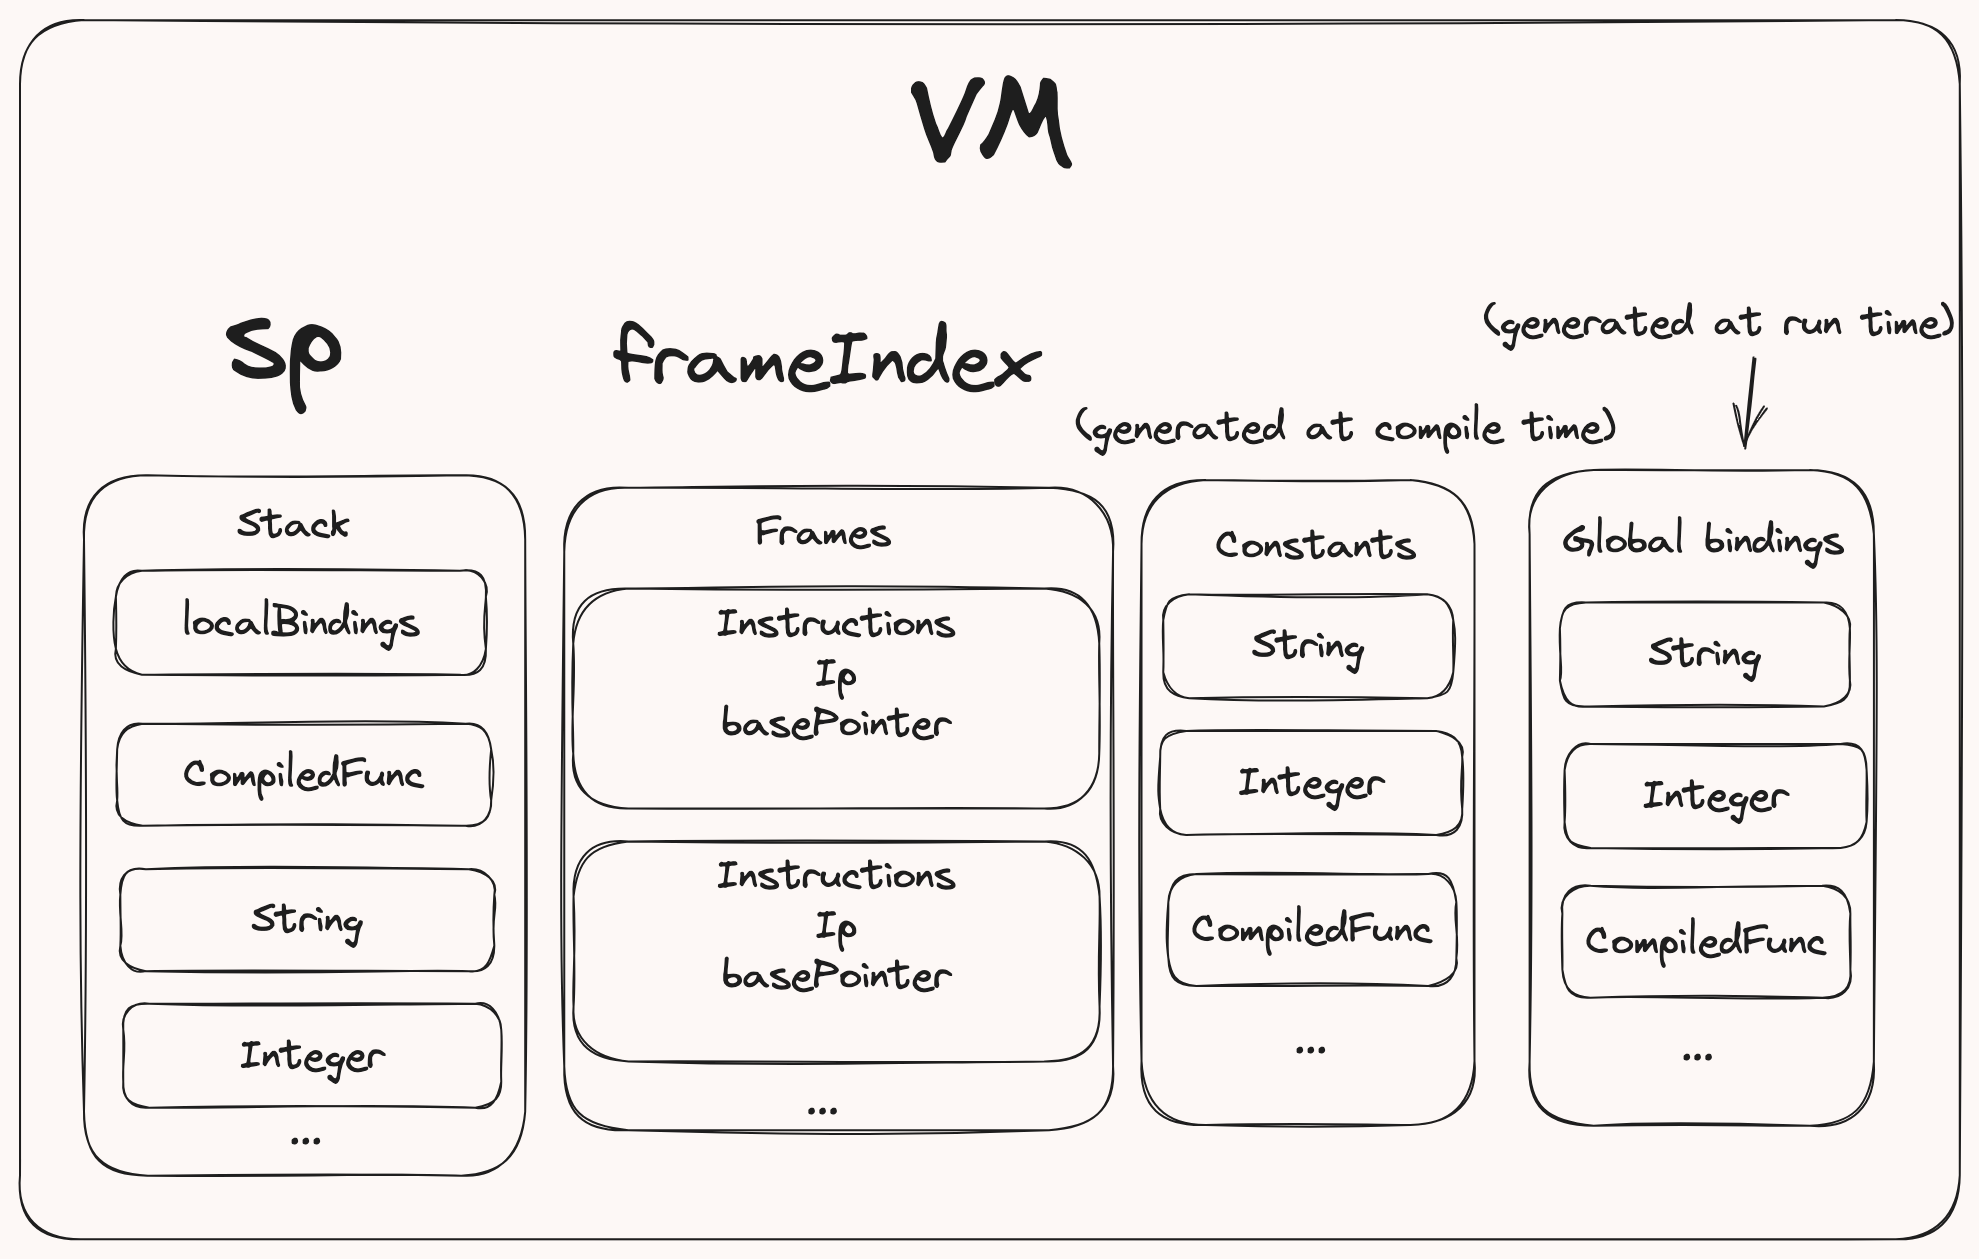 VM
sp
frameIndex
(generated at run time)
(generated at compile time)
Stack
localBindings
CompiledFunc
String
Integer
...
Frames
Instructions
Ip
basePointer
Instructions
Ip
basePointer
...
Constants
String
Integer
CompiledFunc
...
Global bindings
String
Integer
CompiledFunc
...